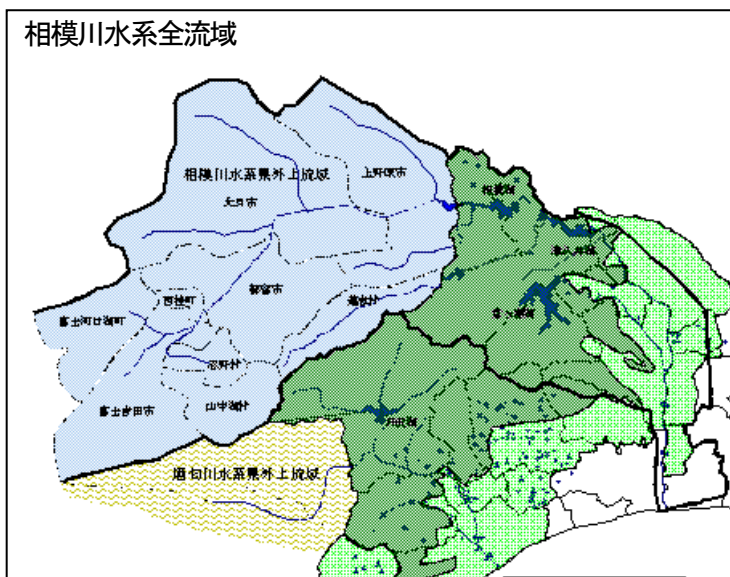 相模川水系全流域
相模川水系県外上流域
上野原市
大月市
相模湖
津久井湖
都留市
道志村
宮ヶ瀬湖
西桂町
富士河口湖町
忍野村
山中湖村
富士吉田市
丹沢湖
酒匂川水系県外上流域